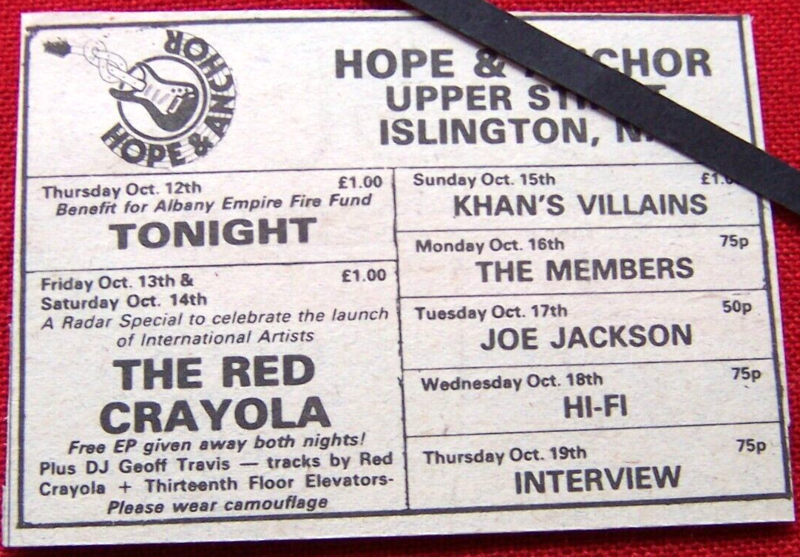 HOPE & ANCHOR
HOPE & ANCHOR
UPPER STREET
ISLINGTON,
Thursday Oct. 12th £1.00
Benefit for Albany Empire Fire Fund
TONIGHT
Friday Oct. 13th & £1.00
Saturday Oct. 14th
A Radar Special to celebrate the launch
of International Artists
THE RED
CRAYOLA
Free EP given away both nights!
Plus DJ Geoff Travis — tracks by Red
Crayola + Thirteenth Floor Elevators-
Please wear camouflage
Sunday Oct. 15th £1.00
KHAN'S VILLAINS
Monday Oct. 16th 75p
THE MEMBERS
Tuesday Oct. 17th 50p
JOE JACKSON
Wednesday Oct. 18th 75p
HI-FI
Thursday Oct. 19th 75p
INTERVIEW